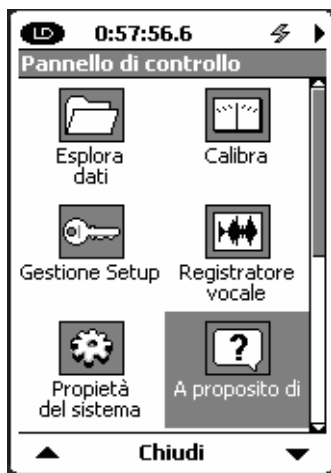 LD 0:57:56.6
Pannello di controllo
Esplora
dati
Calibra
Gestione Setup
Registratore
vocale
Propietà
del sistema
A proposito di
Chiudi